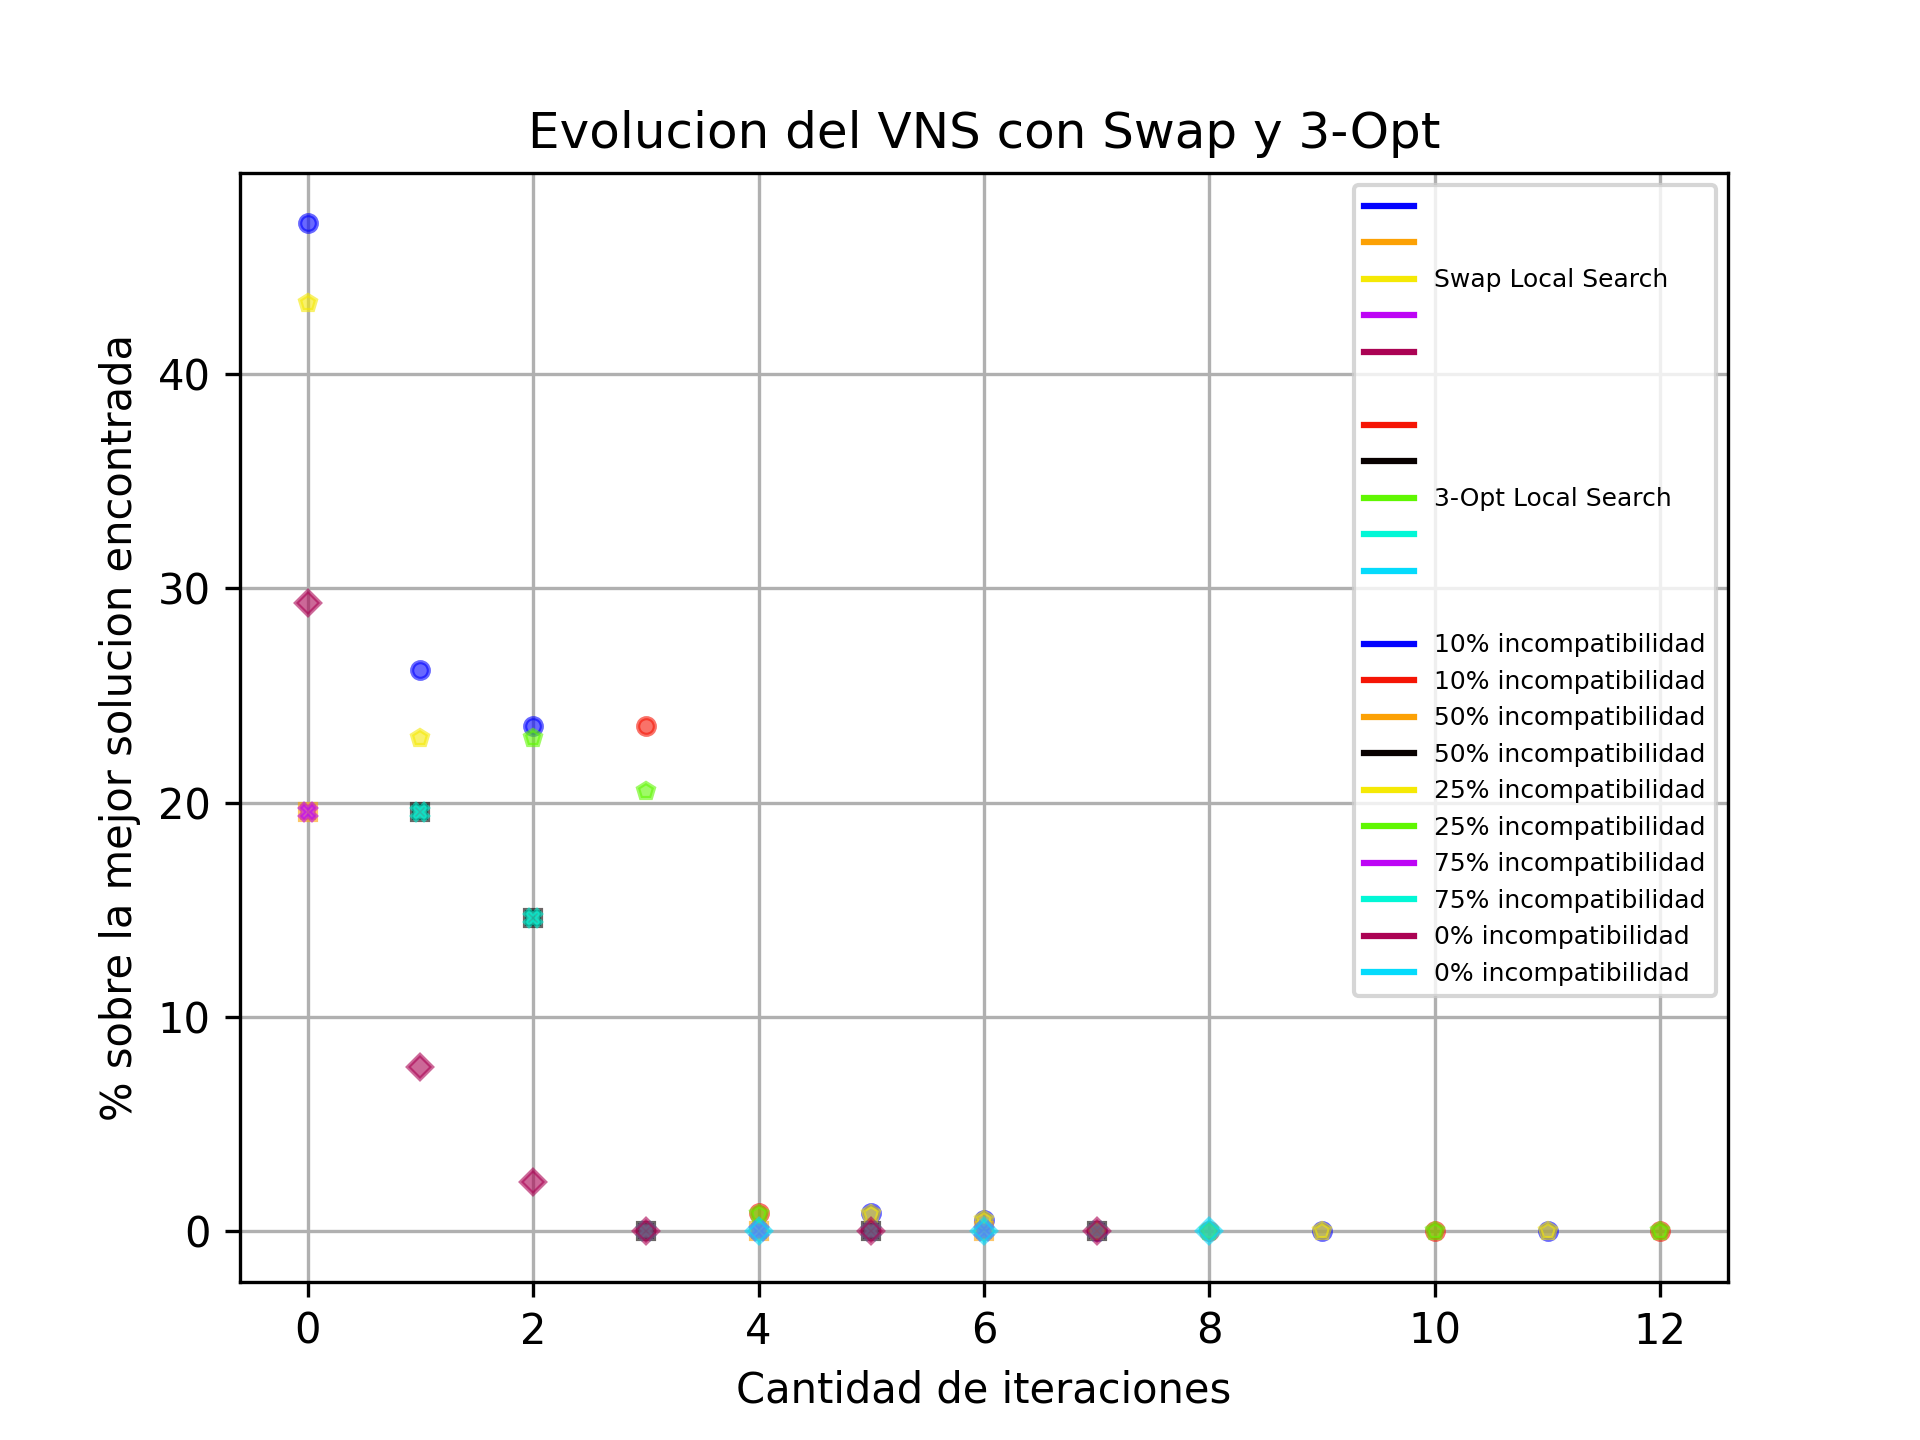 Evolucion del VNS con Swap y 3-Opt
% sobre la mejor solucion encontrada
40
30
20
10
0
Swap Local Search
3-Opt Local Search
10% incompatibilidad
10% incompatibilidad
50% incompatibilidad
50% incompatibilidad
25% incompatibilidad
25% incompatibilidad
75% incompatibilidad
75% incompatibilidad
0% incompatibilidad
0% incompatibilidad
0 2 4 6 8 10 12
Cantidad de iteraciones